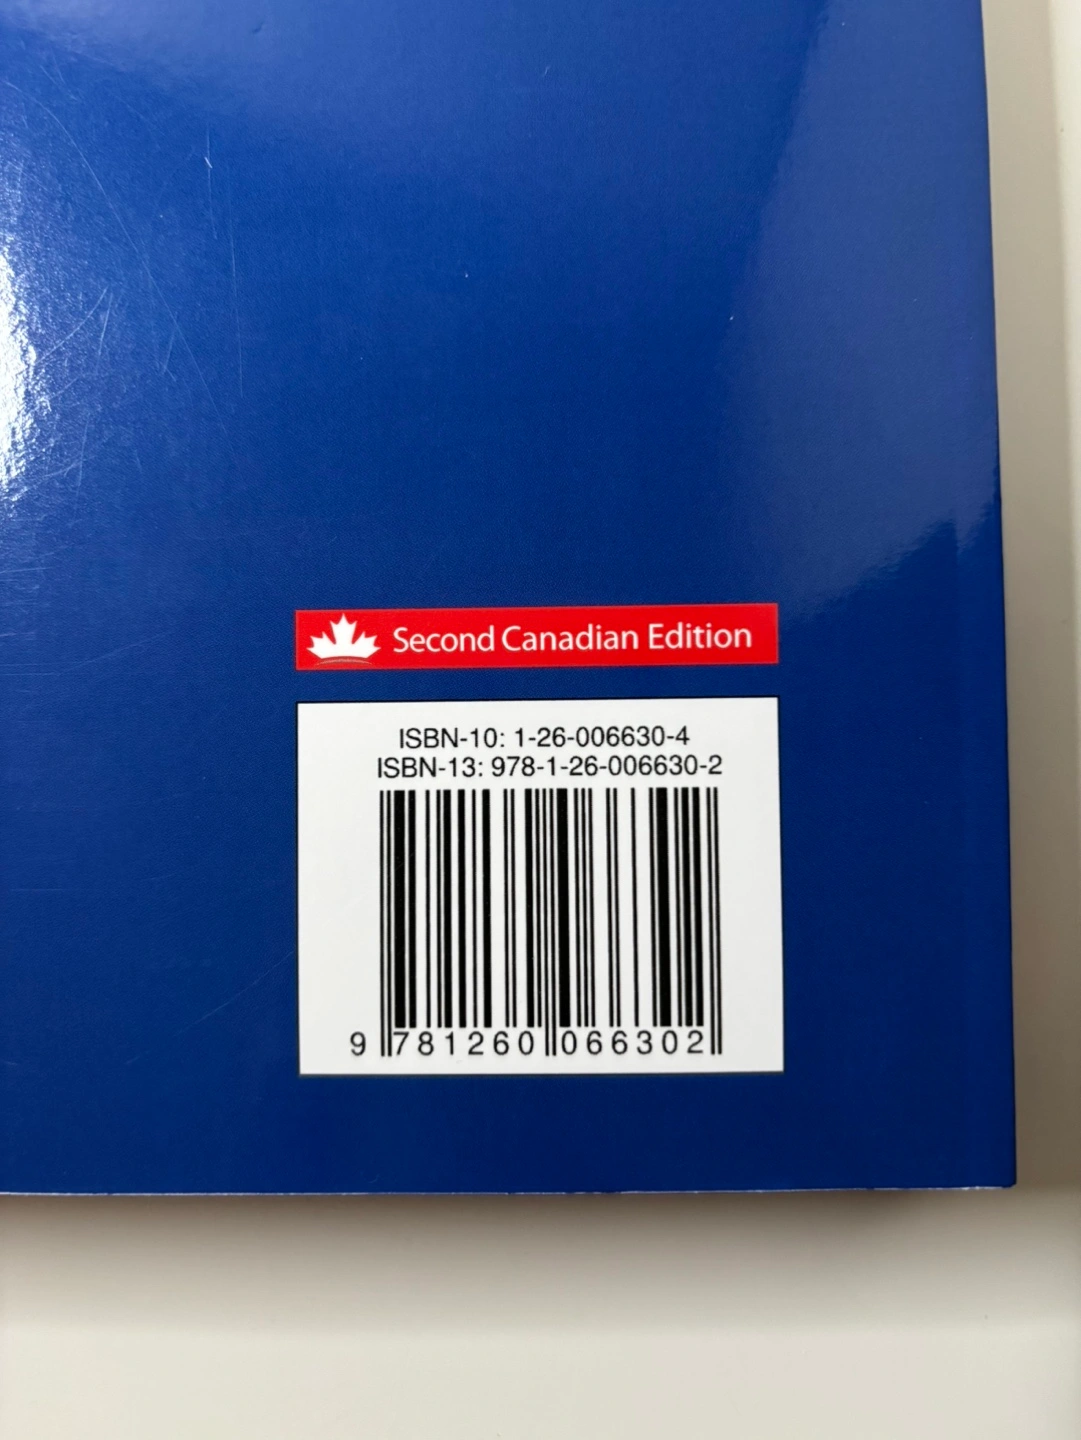 Second Canadian Edition
ISBN-10: 1-26-006630-4
ISBN-13: 978-1-26-006630-2
9 781260 066302